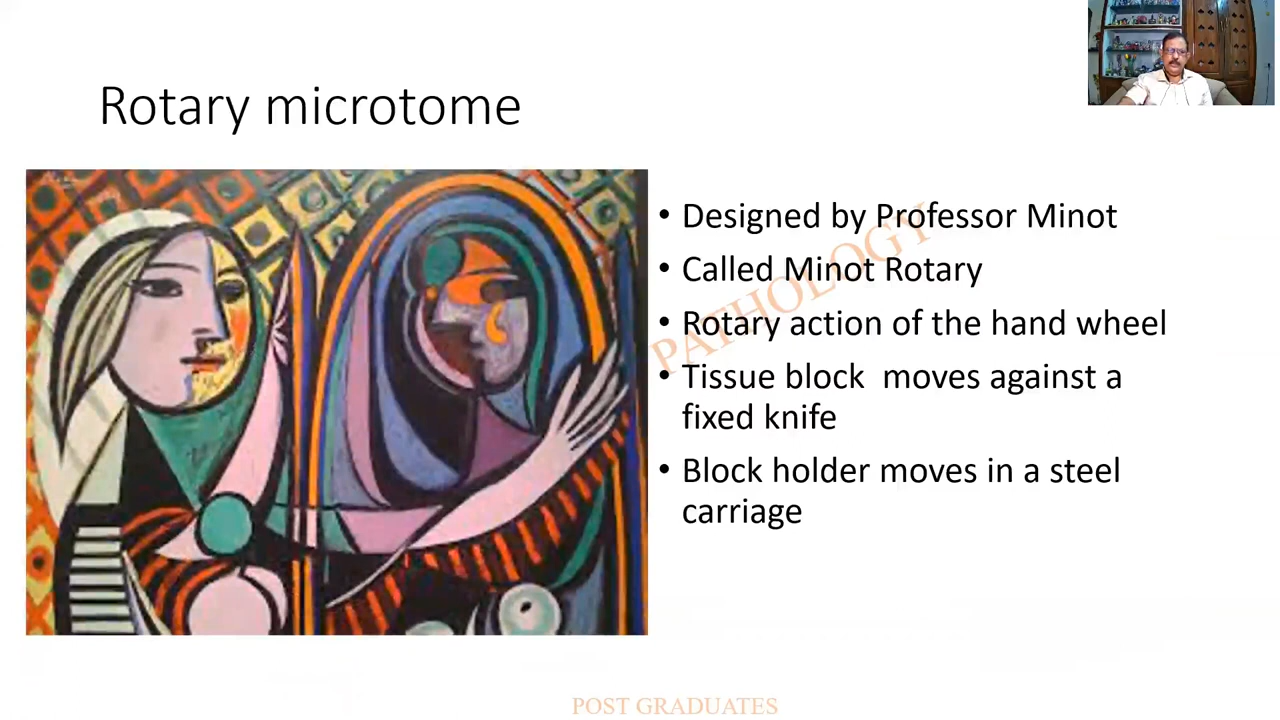 Rotary microtome
• Designed by Professor Minot
• Called Minot Rotary
• Rotary action of the hand wheel
• Tissue block  moves against a
fixed knife
• Block holder moves in a steel
carriage
PATHOLOGY
POST GRADUATES